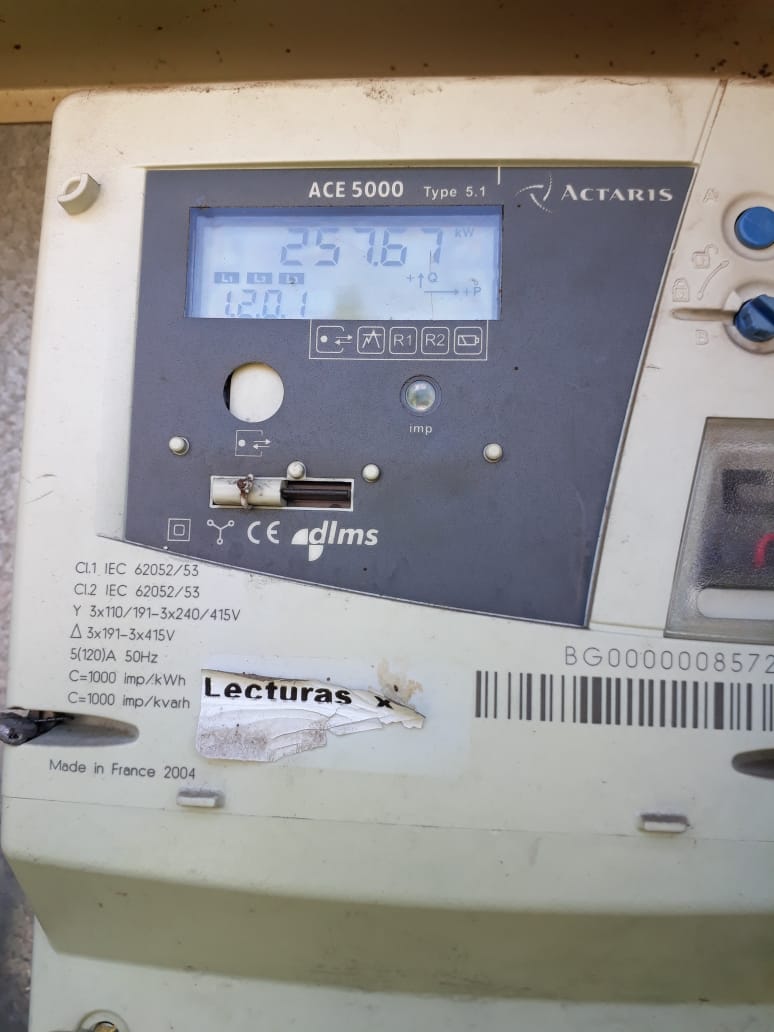 ACE 5000 Type 5.1 ACTARIS
257.67 kW
L1 L2 L3
+ Q
+P
1.2.0.1
R1 R2
imp
CE dlms
Cl.1 IEC 62052/53
Cl.2 IEC 62052/53
Y 3x110/191-3x240/415V
Δ 3x191-3x415V
5(120)A 50Hz
C=1000 imp/kWh
C=1000 imp/kvarh
Lecturas x
Made in France 2004
BG0000008572
A
B